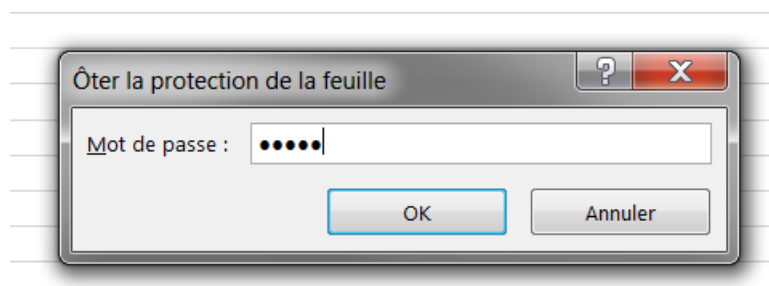 Ôter la protection de la feuille
Mot de passe : •••••
OK Annuler